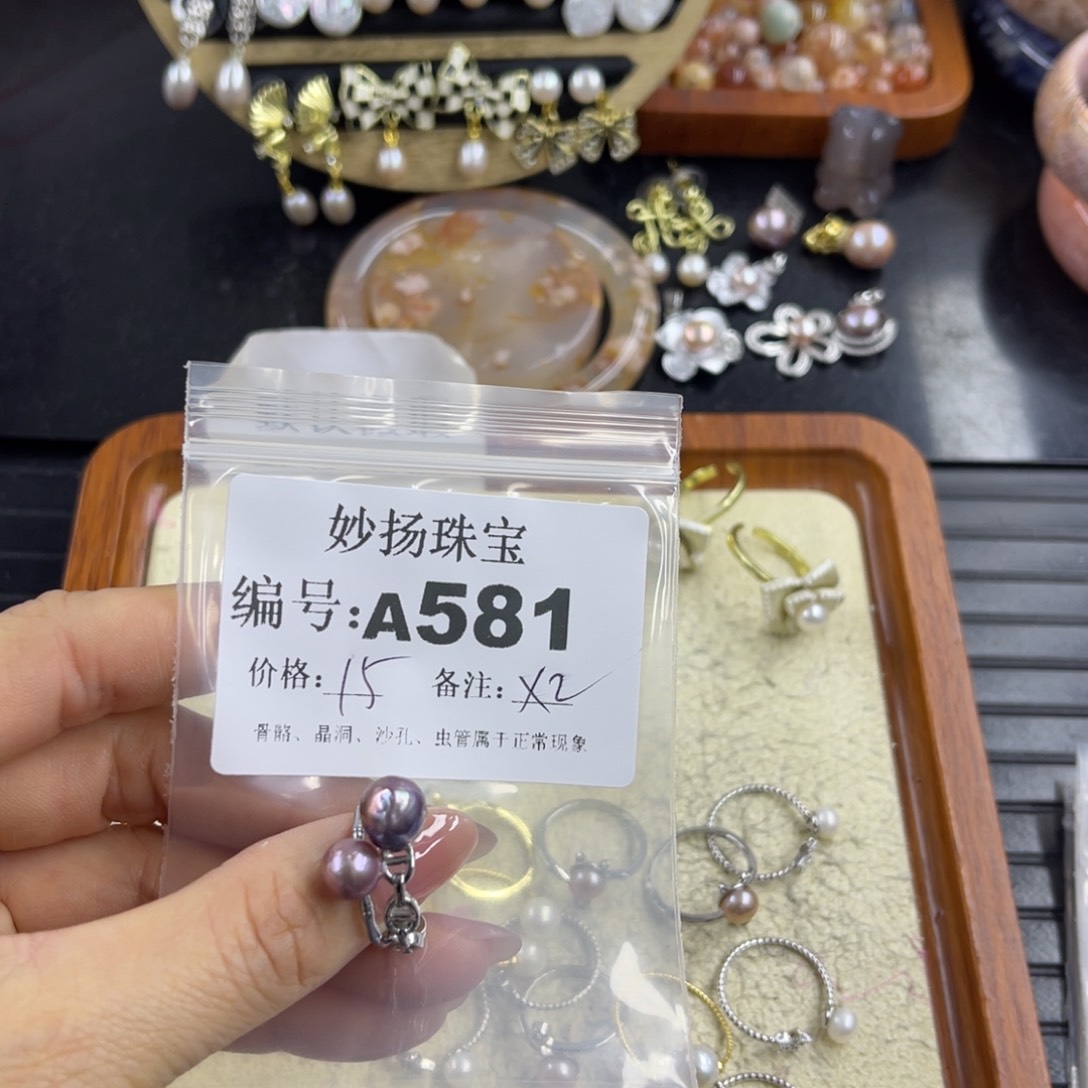 妙扬珠宝
编号:A581
价格:15 备注:X2
骨骼、晶洞、沙孔、虫管属于正常现象